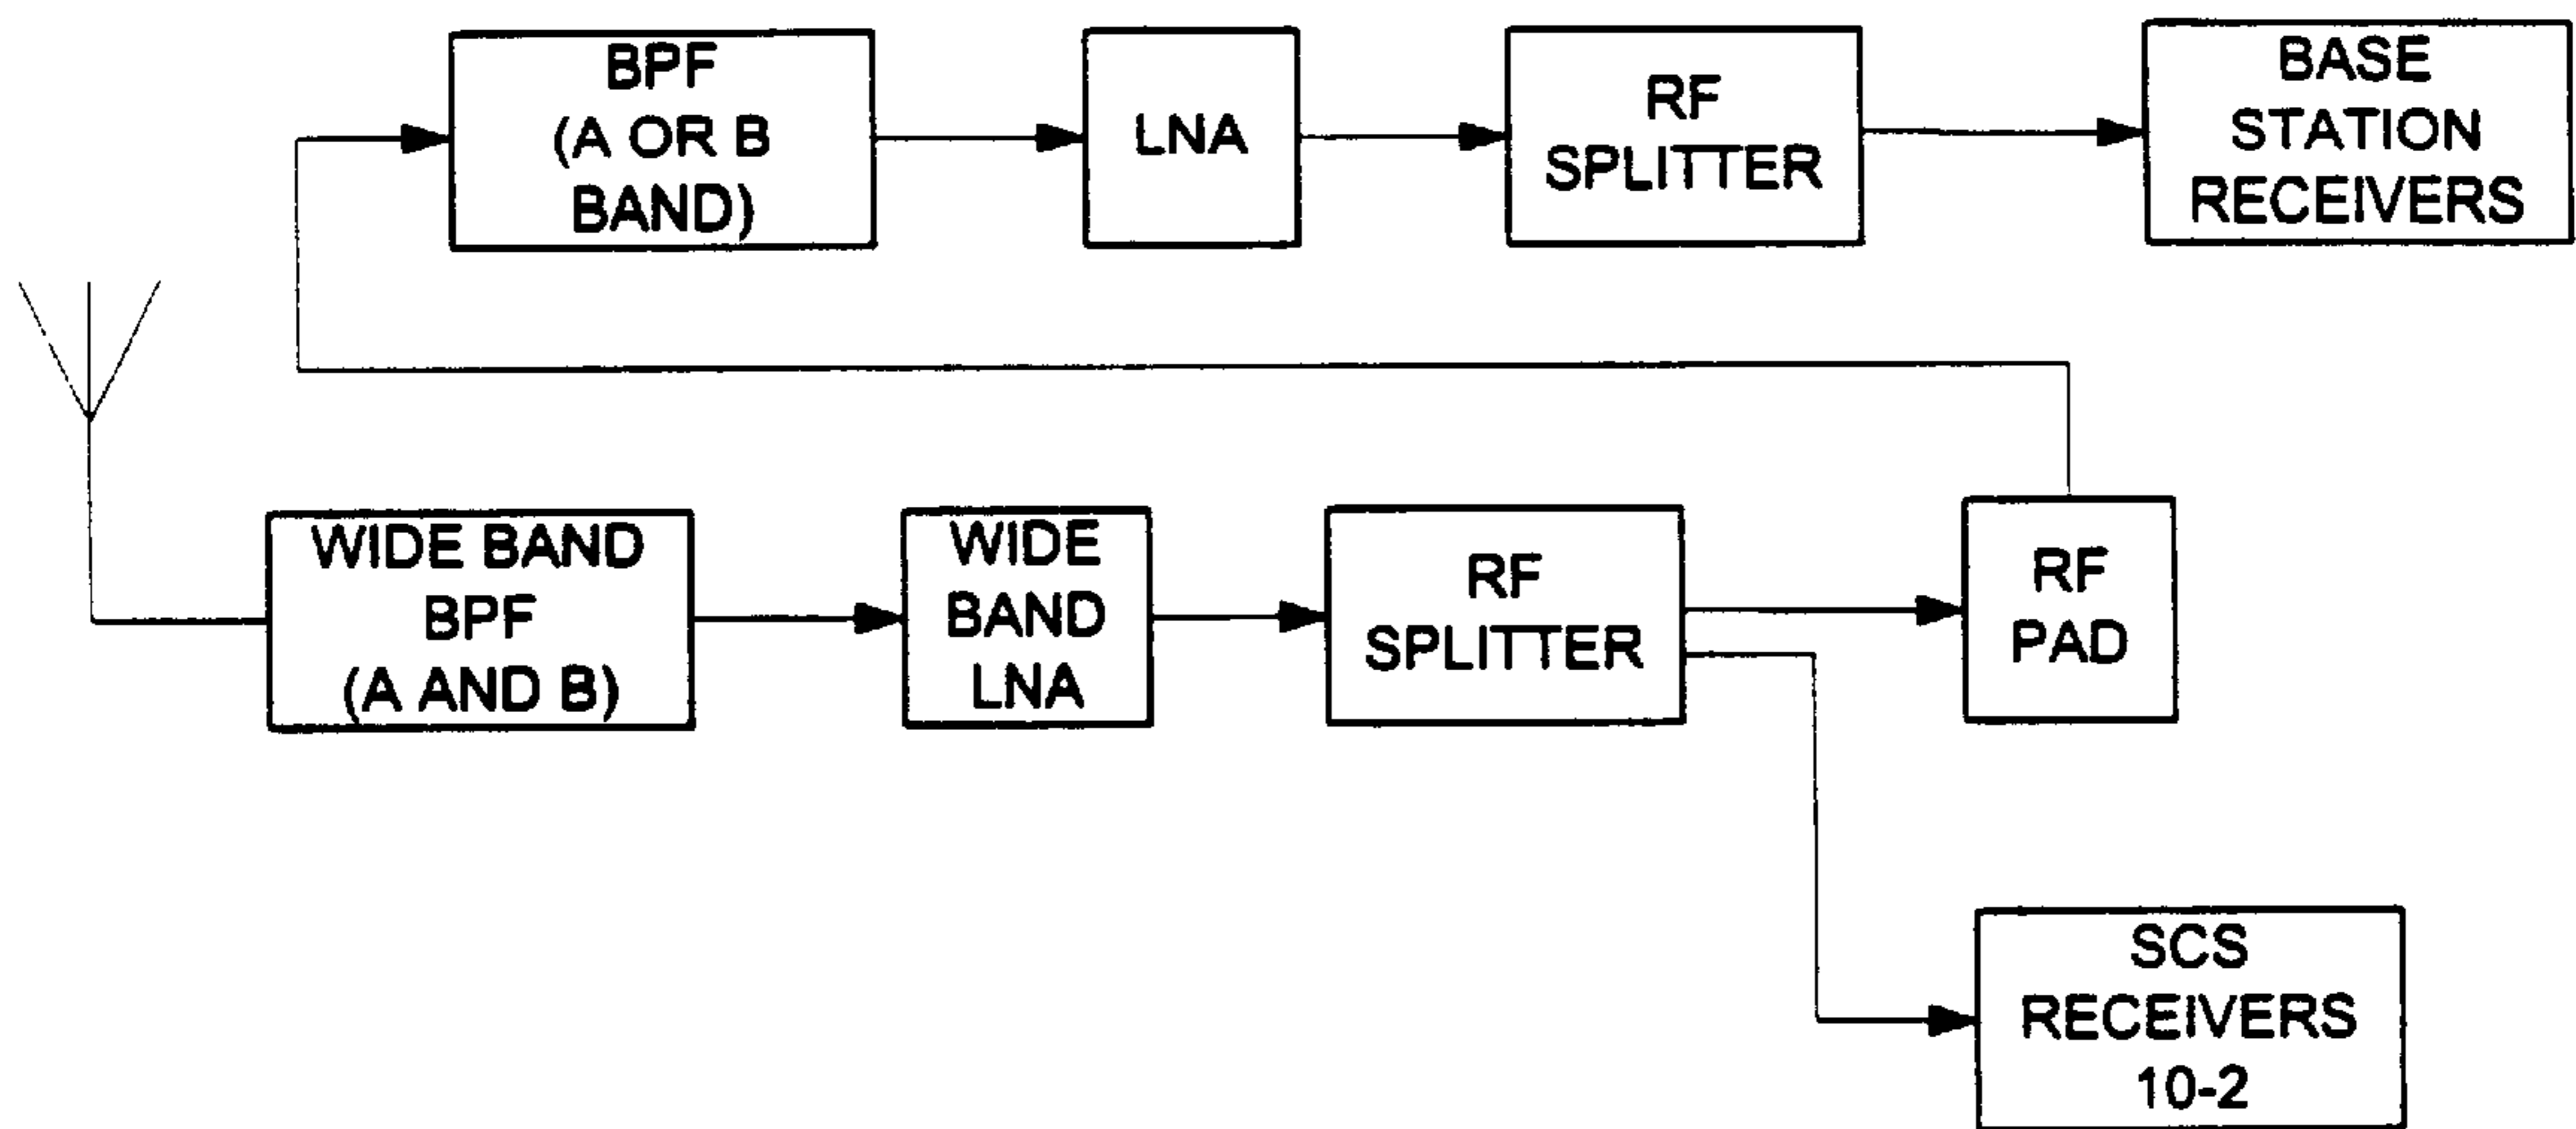 BPF
(A OR B
BAND)
LNA
RF
SPLITTER
BASE
STATION
RECEIVERS
WIDE BAND
BPF
(A AND B)
WIDE
BAND
LNA
RF
SPLITTER
RF
PAD
SCS
RECEIVERS
10-2